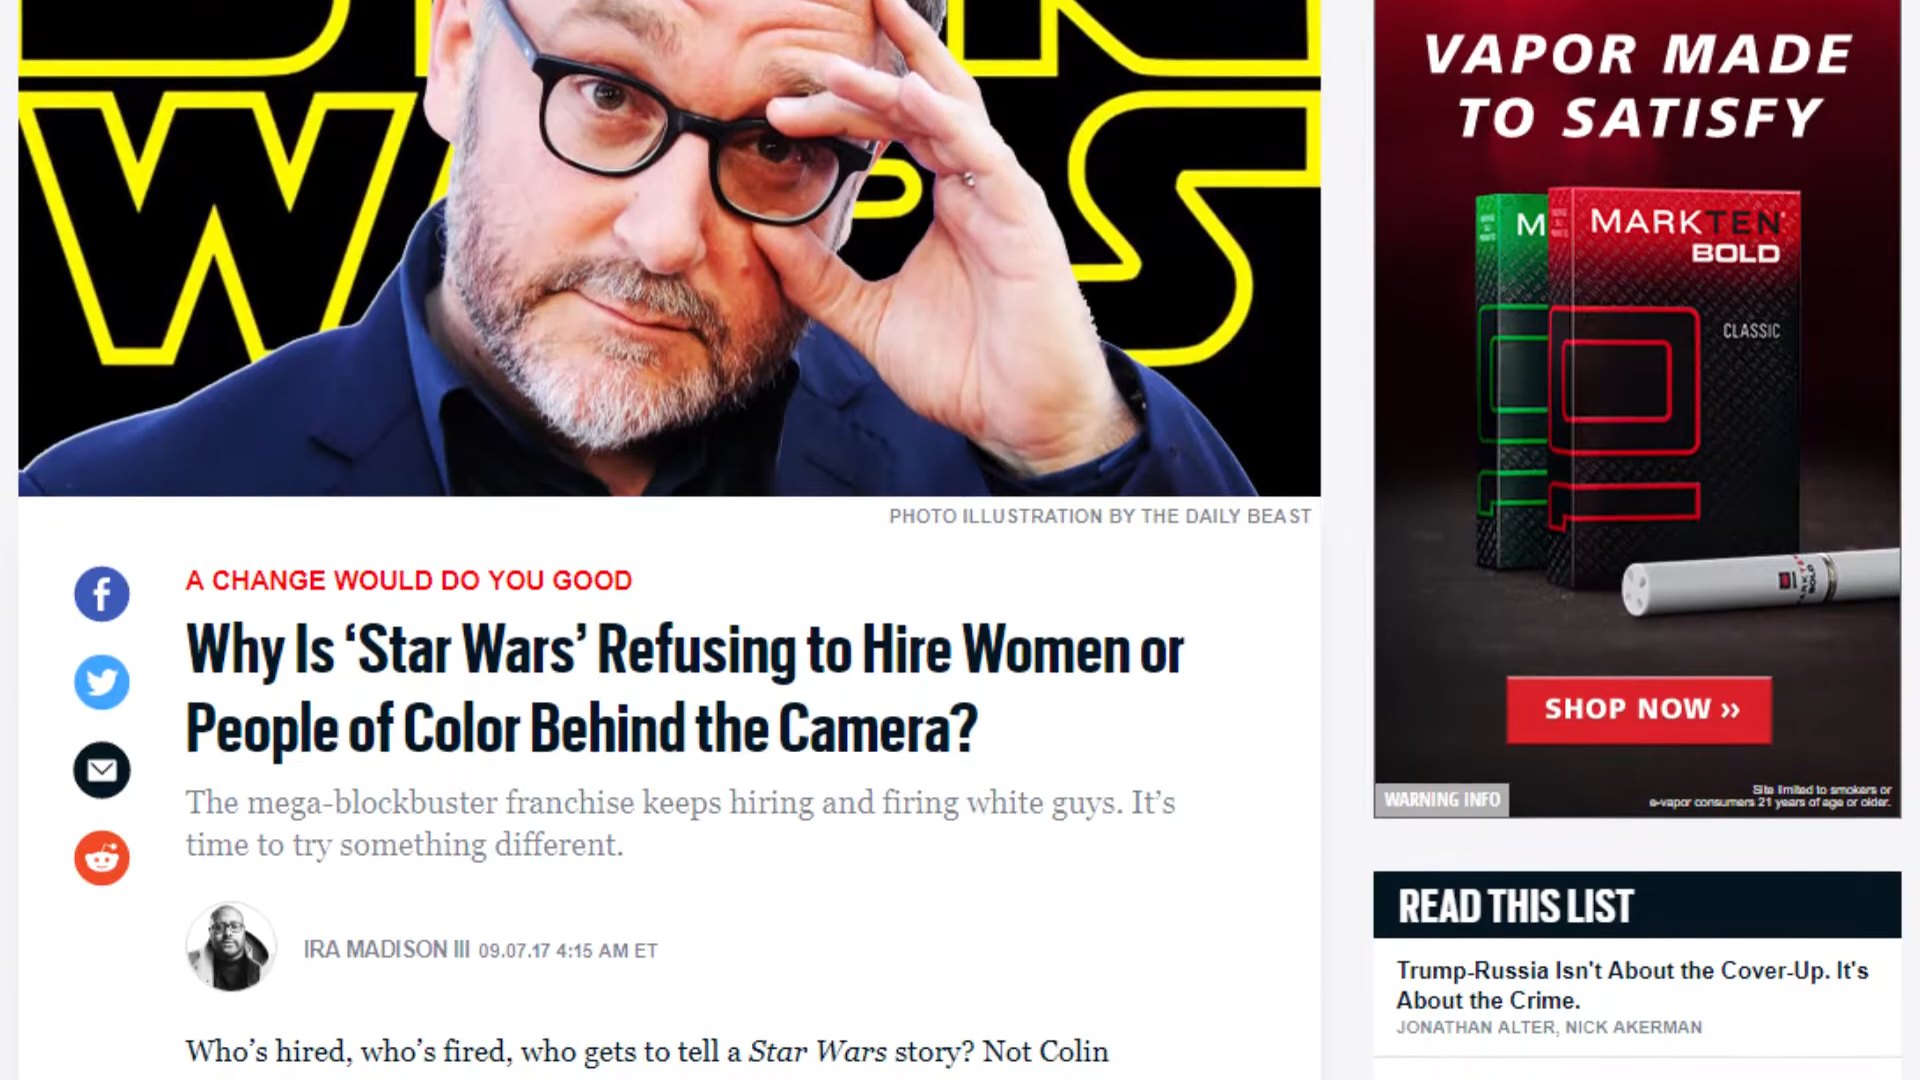 WARS
PHOTO ILLUSTRATION BY THE DAILY BEAST
A CHANGE WOULD DO YOU GOOD
Why Is ‘Star Wars’ Refusing to Hire Women or
People of Color Behind the Camera?
The mega-blockbuster franchise keeps hiring and firing white guys. It’s
time to try something different.
IRA MADISON III 09.07.17 4:15 AM ET
Who’s hired, who’s fired, who gets to tell a Star Wars story? Not Colin
VAPOR MADE
TO SATISFY
M
MARKTEN
BOLD
CLASSIC
SHOP NOW ››
WARNING INFO
Site limited to smokers or
e-vapor consumers 21 years of age or older.
READ THIS LIST
Trump-Russia Isn't About the Cover-Up. It's
About the Crime.
JONATHAN ALTER, NICK AKERMAN